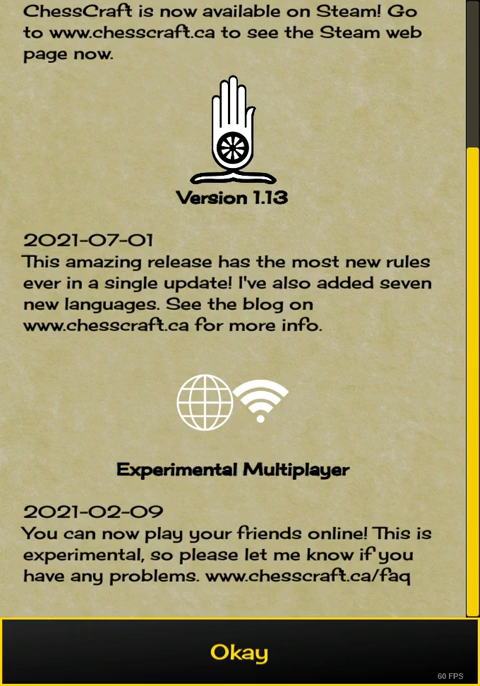 ChessCraft is now available on Steam! Go
to www.chesscraft.ca to see the Steam web
page now.
Version 1.13
2021-07-01
This amazing release has the most new rules
ever in a single update! I've also added seven
new languages. See the blog on
www.chesscraft.ca for more info.
Experimental Multiplayer
2021-02-09
You can now play your friends online! This is
experimental, so please let me know if you
have any problems. www.chesscraft.ca/faq
Okay
60 FPS